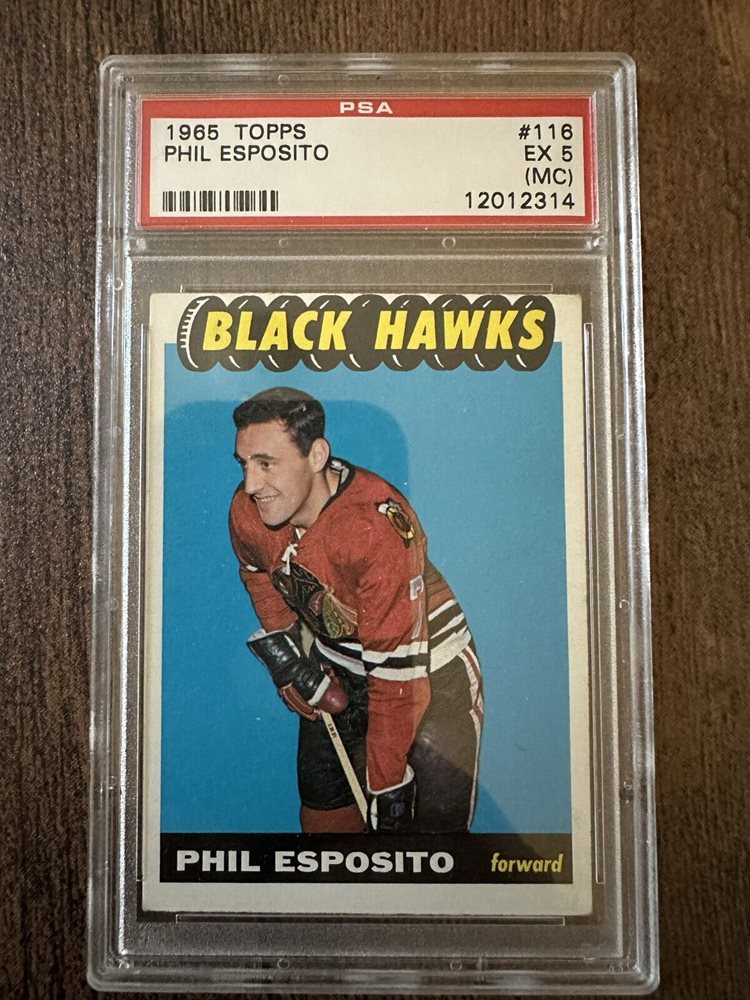 PSA
1965 TOPPS #116
PHIL ESPOSITO EX 5
(MC)
12012314
BLACK HAWKS
PHIL ESPOSITO forward